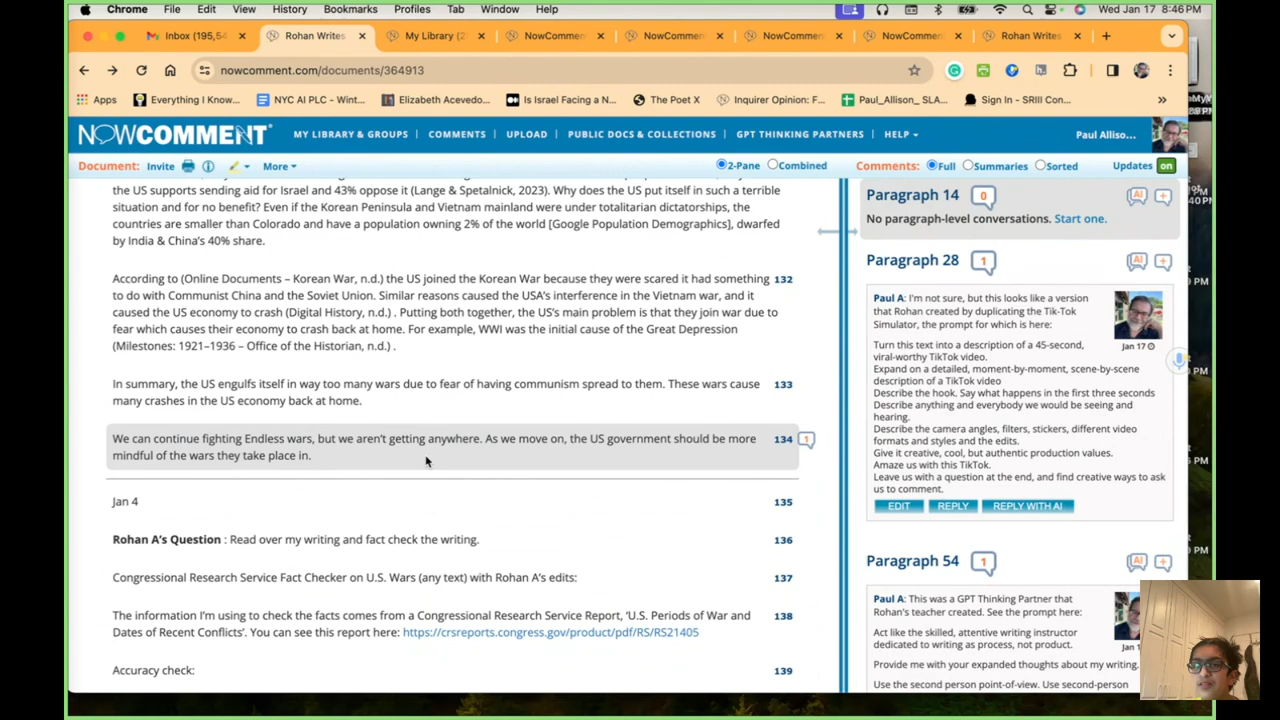 Chrome File Edit View History Bookmarks Profiles Tab Window Help Wed Jan 17 8:46 PM
Inbox (195,54 Rohan Writes My Library (2 NowCommen NowCommen NowComment NowCommen Rohan Writes
nowcomment.com/documents/364913
Apps Everything I Know... NYC AI PLC – Wint... Elizabeth Acevedo... Is Israel Facing a N... The Poet X Inquirer Opinion: F... Paul_Allison_ SLA... Sign In - SRIII Con... »
NOWCOMMENT MY LIBRARY & GROUPS COMMENTS UPLOAD PUBLIC DOCS & COLLECTIONS GPT THINKING PARTNERS HELP Paul Alliso...
Document: Invite More 2-Pane Combined Comments: Full Summaries Sorted Updates on
the US supports sending aid for Israel and 43% oppose it (Lange & Spetalnick, 2023). Why does the US put itself in such a terrible
situation and for no benefit? Even if the Korean Peninsula and Vietnam mainland were under totalitarian dictatorships, the
countries are smaller than Colorado and have a population owning 2% of the world [Google Population Demographics], dwarfed
by India & China's 40% share.
According to (Online Documents – Korean War, n.d.) the US joined the Korean War because they were scared it had something 132
to do with Communist China and the Soviet Union. Similar reasons caused the USA's interference in the Vietnam war, and it
caused the US economy to crash (Digital History, n.d.) . Putting both together, the US's main problem is that they join war due to
fear which causes their economy to crash back at home. For example, WWI was the initial cause of the Great Depression
(Milestones: 1921–1936 – Office of the Historian, n.d.) .
In summary, the US engulfs itself in way too many wars due to fear of having communism spread to them. These wars cause 133
many crashes in the US economy back at home.
We can continue fighting Endless wars, but we aren't getting anywhere. As we move on, the US government should be more 134 1
mindful of the wars they take place in.
Jan 4 135
Rohan A's Question : Read over my writing and fact check the writing. 136
Congressional Research Service Fact Checker on U.S. Wars (any text) with Rohan A's edits: 137
The information I'm using to check the facts comes from a Congressional Research Service Report, 'U.S. Periods of War and 138
Dates of Recent Conflicts'. You can see this report here: https://crsreports.congress.gov/product/pdf/RS/RS21405
Accuracy check: 139
Paragraph 14 0 AI +
No paragraph-level conversations. Start one.
Paragraph 28 1 AI +
Paul A: I'm not sure, but this looks like a version
that Rohan created by duplicating the Tik-Tok
Simulator, the prompt for which is here:
Jan 17
Turn this text into a description of a 45-second,
viral-worthy TikTok video.
Expand on a detailed, moment-by-moment, scene-by-scene
description of a TikTok video
Describe the hook. Say what happens in the first three seconds
Describe anything and everybody we would be seeing and
hearing.
Describe the camera angles, filters, stickers, different video
formats and styles and the edits.
Give it creative, cool, but authentic production values.
Amaze us with this TikTok.
Leave us with a question at the end, and find creative ways to ask
us to comment.
EDIT REPLY REPLY WITH AI
Paragraph 54 1 AI +
Paul A: This was a GPT Thinking Partner that
Rohan's teacher created. See the prompt here:
Act like the skilled, attentive writing instructor
dedicated to writing as process, not product.
Provide me with your expanded thoughts about my writing.
Use the second person point-of-view. Use second-person